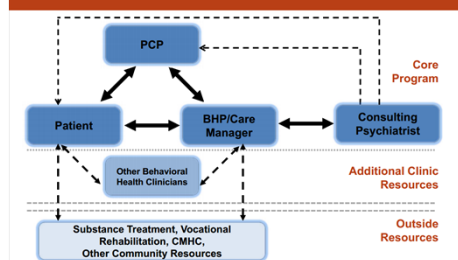 PCP
Core
Program
Patient
BHP/Care
Manager
Consulting
Psychiatrist
Other Behavioral
Health Clinicians
Additional Clinic
Resources
Substance Treatment, Vocational
Rehabilitation, CMHC,
Other Community Resources
Outside
Resources